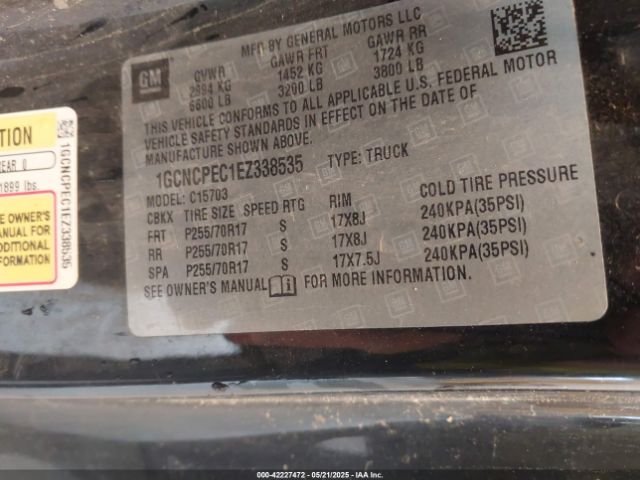 GM
MFD BY GENERAL MOTORS LLC
GVWR GAWR FRT GAWR RR
2994 KG 1452 KG 1724 KG
6600 LB 3200 LB 3800 LB
THIS VEHICLE CONFORMS TO ALL APPLICABLE U.S. FEDERAL MOTOR
VEHICLE SAFETY STANDARDS IN EFFECT ON THE DATE OF
MANUFACTURE SHOWN ABOVE.
1GCNCPEC1EZ338535 TYPE: TRUCK
MODEL: C15703
CBKX TIRE SIZE SPEED RTG RIM COLD TIRE PRESSURE
FRT P255/70R17 S 17X8J 240KPA(35PSI)
RR P255/70R17 S 17X8J 240KPA(35PSI)
SPA P255/70R17 S 17X7.5J 240KPA(35PSI)
SEE OWNER'S MANUAL FOR MORE INFORMATION.
TION
EAR 0
1899 lbs.
EE OWNER'S
ANUAL FOR
DDITIONAL
FORMATION
1GCNCPEC1EZ338535
00-42227472 — 05/21/2025 — IAA Inc.